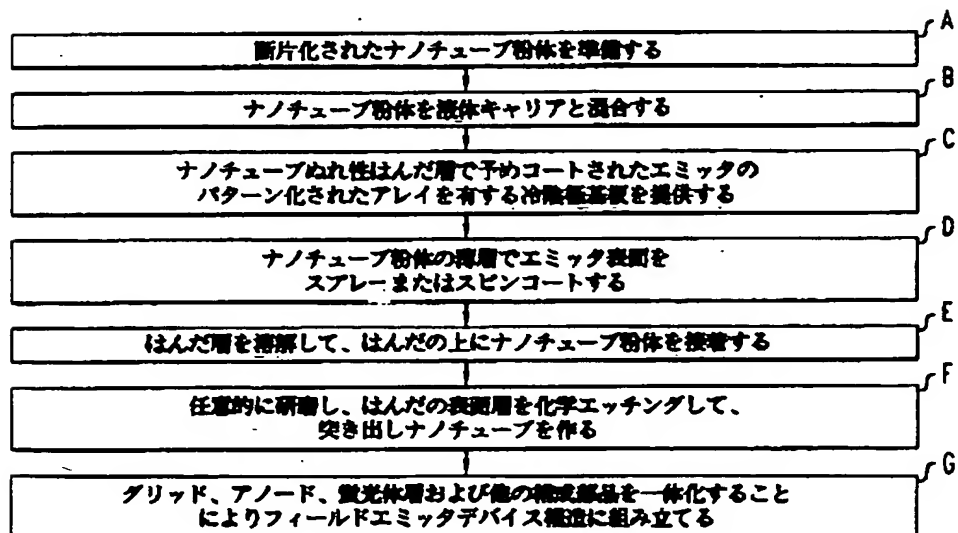 A
断片化されたナノチューブ粉体を準備する
B
ナノチューブ粉体を液体キャリアと混合する
C
ナノチューブぬれ性はんだ層で予めコートされたエミッタの
パターン化されたアレイを有する冷陰極基板を提供する
D
ナノチューブ粉体の薄層でエミッタ表面を
スプレーまたはスピンコートする
E
はんだ層を溶解して、はんだの上にナノチューブ粉体を接着する
F
任意的に研磨し、はんだの表面層を化学エッチングして、
突き出しナノチューブを作る
G
グリッド、アノード、蛍光体層および他の構成部品を一体化すること
によりフィールドエミッタデバイス構造に組み立てる